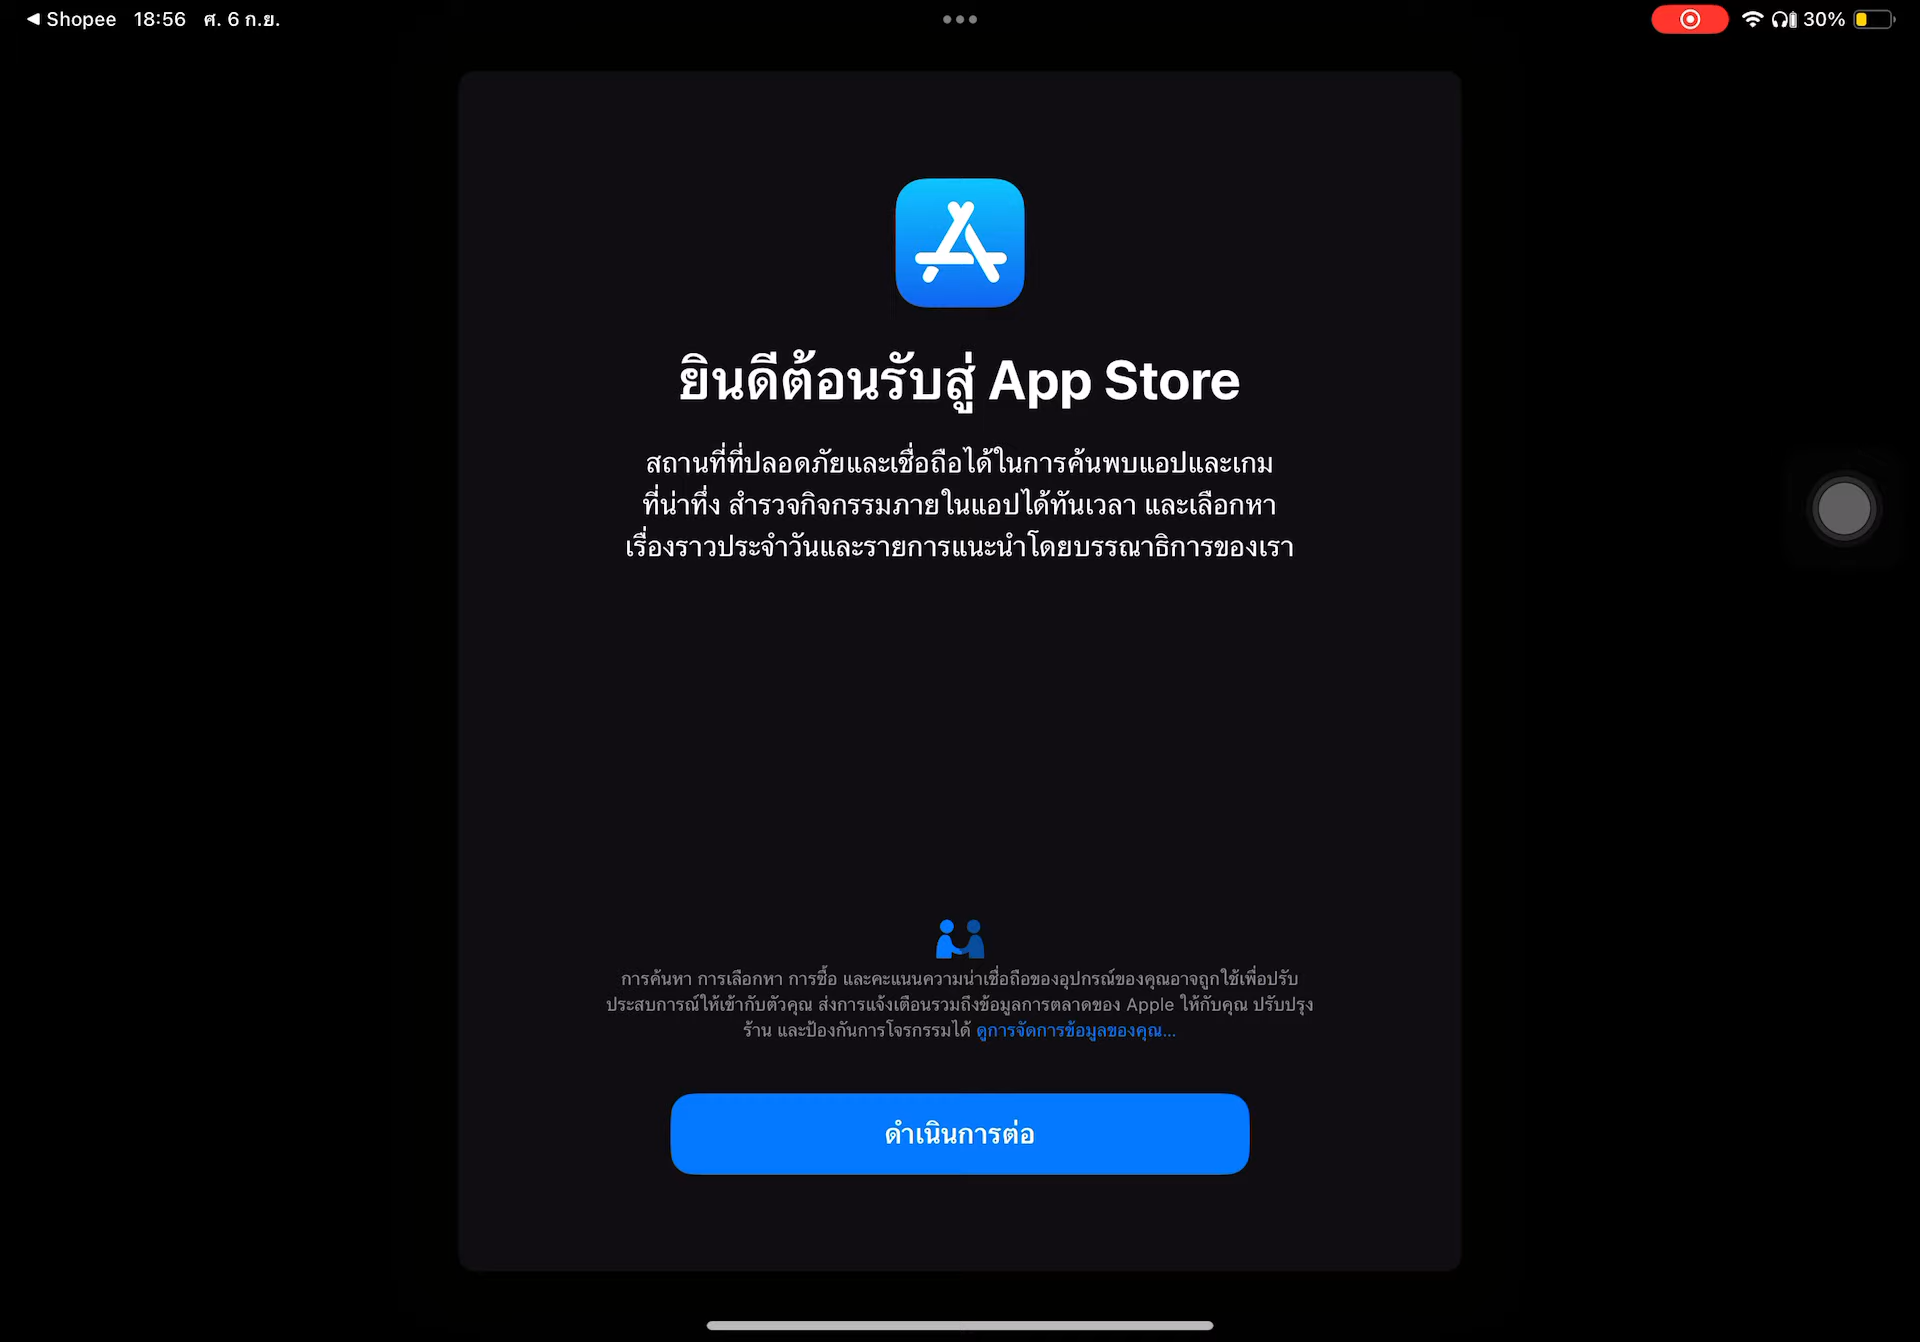 ◀ Shopee 18:56 ศ. 6 ก.ย.
30%
ยินดีต้อนรับสู่ App Store
สถานที่ที่ปลอดภัยและเชื่อถือได้ในการค้นพบแอปและเกม
ที่น่าทึ่ง สำรวจกิจกรรมภายในแอปได้ทันเวลา และเลือกหา
เรื่องราวประจำวันและรายการแนะนำโดยบรรณาธิการของเรา
การค้นหา การเลือกหา การซื้อ และคะแนนความน่าเชื่อถือของอุปกรณ์ของคุณอาจถูกใช้เพื่อปรับ
ประสบการณ์ให้เข้ากับตัวคุณ ส่งการแจ้งเตือนรวมถึงข้อมูลการตลาดของ Apple ให้กับคุณ ปรับปรุง
ร้าน และป้องกันการโจรกรรมได้ ดูการจัดการข้อมูลของคุณ...
ดำเนินการต่อ